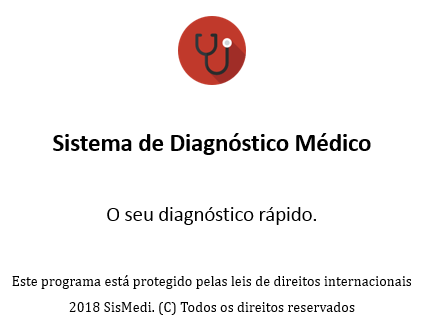 Sistema de Diagnóstico Médico
O seu diagnóstico rápido.
Este programa está protegido pelas leis de direitos internacionais
2018 SisMedi. (C) Todos os direitos reservados